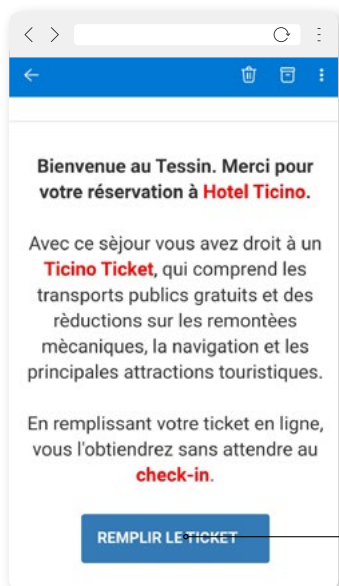 Bienvenue au Tessin. Merci pour
votre réservation à Hotel Ticino.
Avec ce sèjour vous avez droit à un
Ticino Ticket, qui comprend les
transports publics gratuits et des
rèductions sur les remontèes
mècaniques, la navigation et les
principales attractions touristiques.
En remplissant votre ticket en ligne,
vous l'obtiendrez sans attendre au
check-in.
REMPLIR LE TICKET